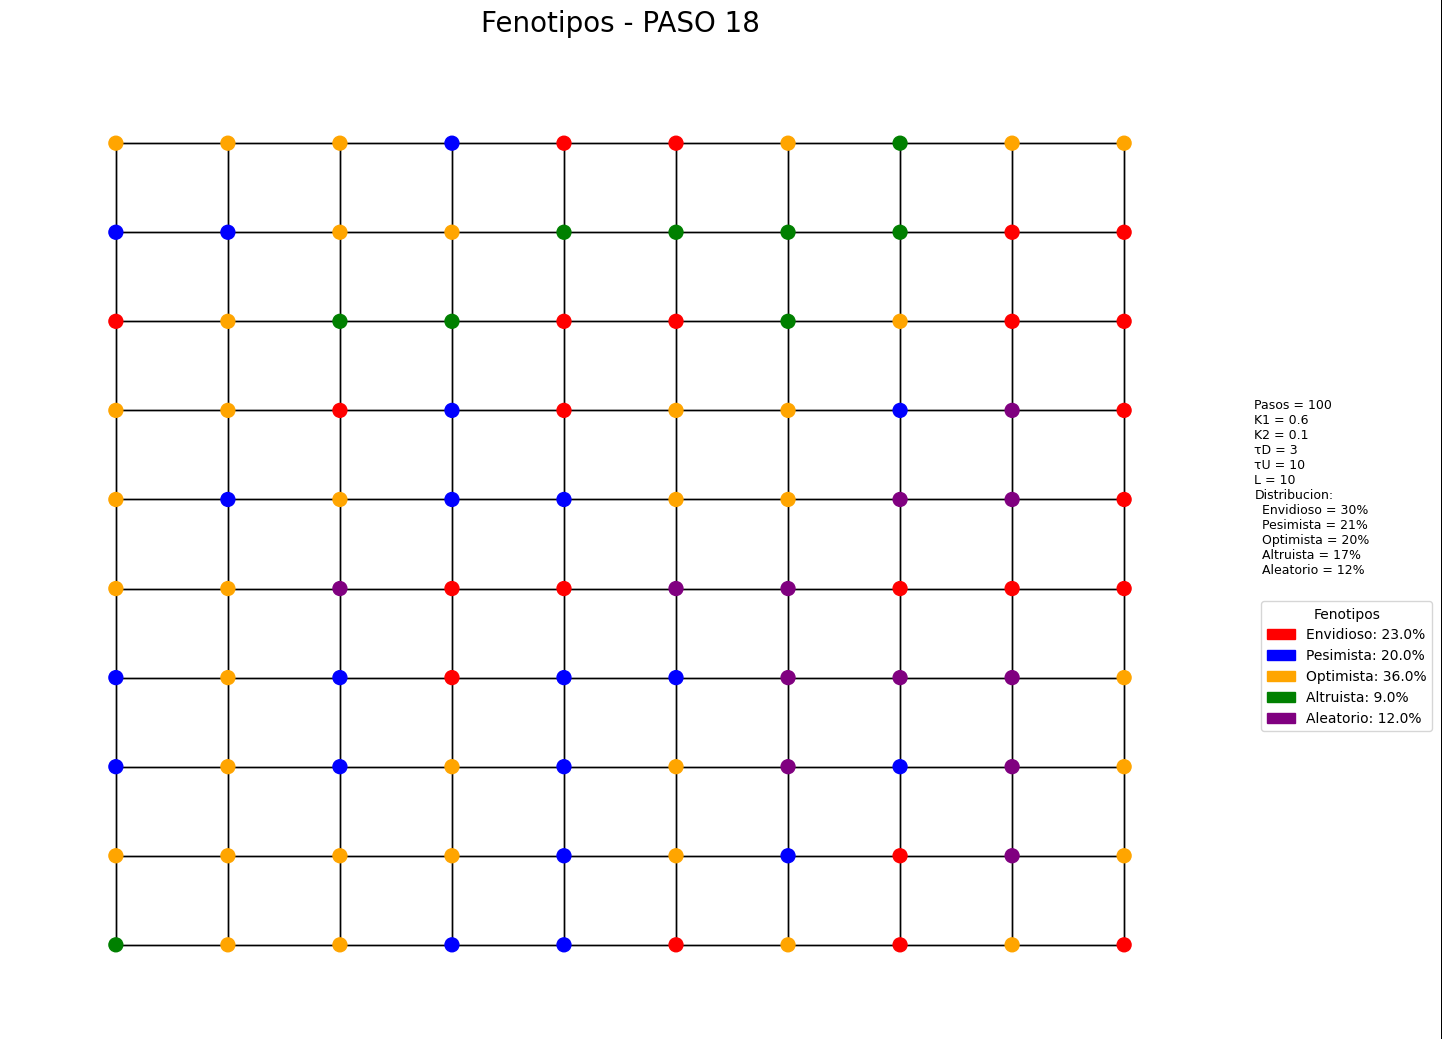 Fenotipos - PASO 18
Pasos = 100
K1 = 0.6
K2 = 0.1
τD = 3
τU = 10
L = 10
Distribucion:
Envidioso = 30%
Pesimista = 21%
Optimista = 20%
Altruista = 17%
Aleatorio = 12%
Fenotipos
Envidioso: 23.0%
Pesimista: 20.0%
Optimista: 36.0%
Altruista: 9.0%
Aleatorio: 12.0%